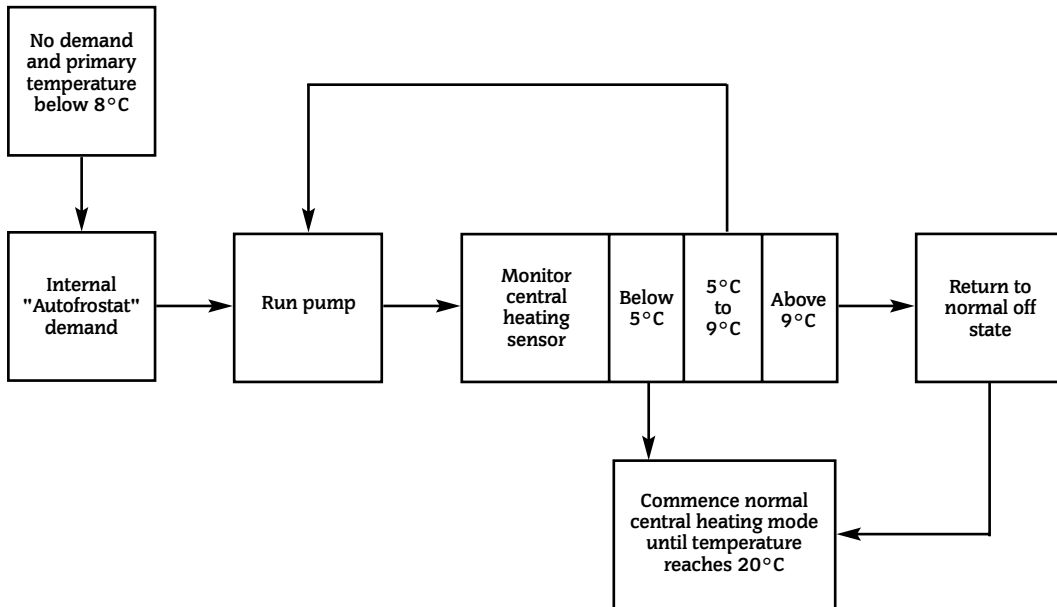 No demand
and primary
temperature
below 8°C
Internal
"Autofrostat"
demand
Run pump
Monitor
central
heating
sensor
Below
5°C
5°C
to
9°C
Above
9°C
Return to
normal off
state
Commence normal
central heating mode
until temperature
reaches 20°C